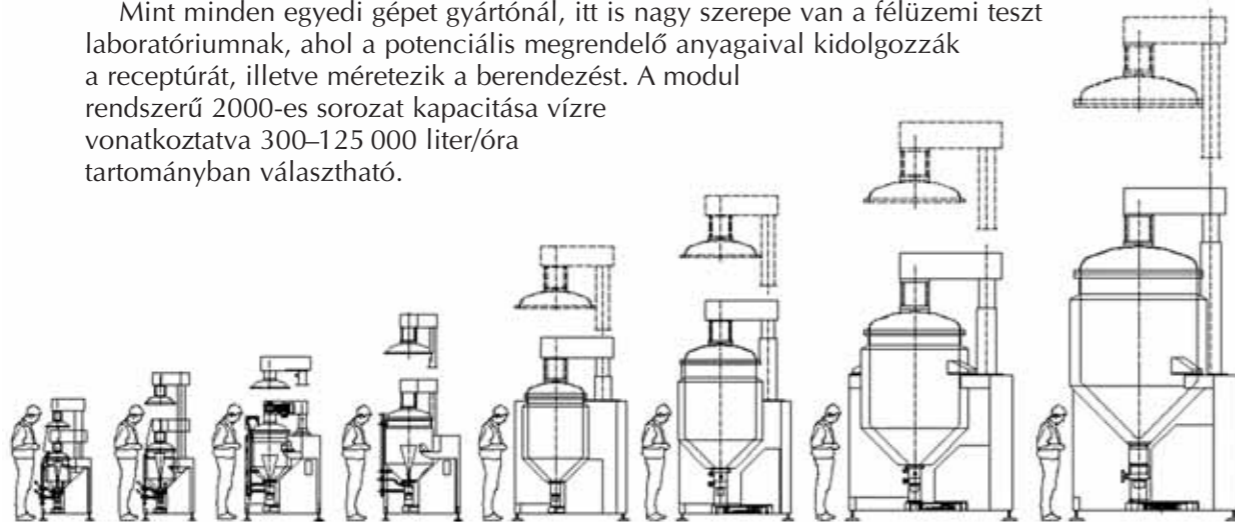 Mint minden egyedi gépet gyártónál, itt is nagy szerepe van a félüzemi teszt
laboratóriumnak, ahol a potenciális megrendelő anyagaival kidolgozzák
a receptúrát, illetve méretezik a berendezést. A modul
rendszerű 2000-es sorozat kapacitása vízre
vonatkoztatva 300–125 000 liter/óra
tartományban választható.